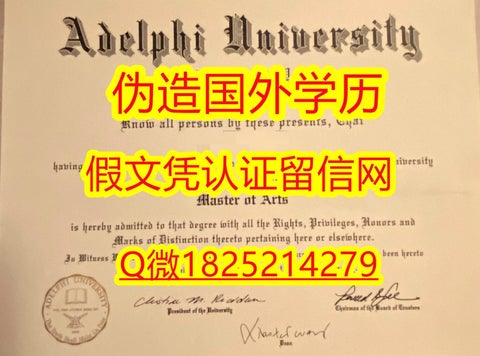 Adelphi University
伪造国外学历
Know all persons by these presents, That
假文凭认证留信网
Master of Arts
is hereby admitted to that degree with all the Rights, Privileges, Honors and
Marks of Distinction thereto pertaining here or elsewhere.
In Witness
Q微1825214279
President of the University
Chairman of the Board of Trustees
Dean
ADELPHI UNIVERSITY